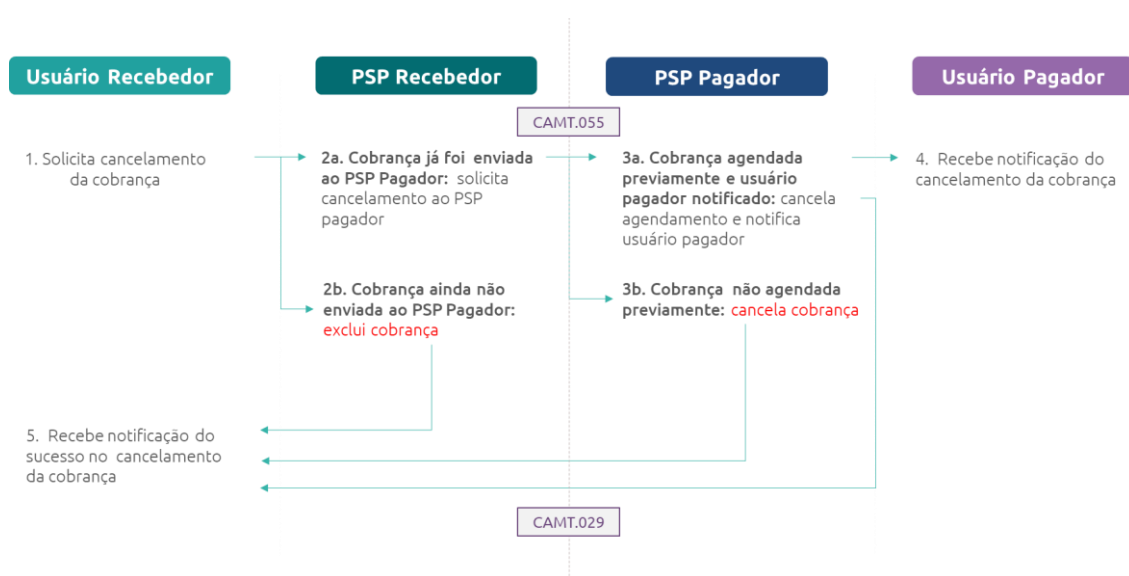 Usuário Recebedor
PSP Recebedor
PSP Pagador
Usuário Pagador
CAMT.055
1. Solicita cancelamento
da cobrança
2a. Cobrança já foi enviada
ao PSP Pagador: solicita
cancelamento ao PSP
pagador
3a. Cobrança agendada
previamente e usuário
pagador notificado: cancela
agendamento e notifica
usuário pagador
4. Recebe notificação do
cancelamento da cobrança
2b. Cobrança ainda não
enviada ao PSP Pagador:
exclui cobrança
3b. Cobrança não agendada
previamente: cancela cobrança
5. Recebe notificação do
sucesso no cancelamento
da cobrança
CAMT.029